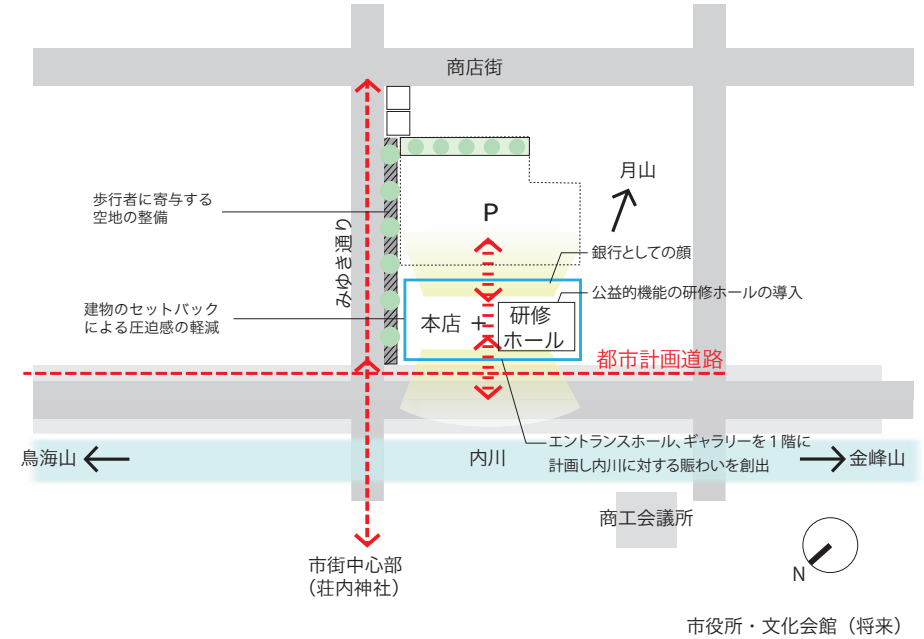 商店街
月山
歩行者に寄与する
空地の整備
P
みゆき通り
銀行としての顔
公益的機能の研修ホールの導入
建物のセットバック
による圧迫感の軽減
本店 +
研修
ホール
都市計画道路
エントランスホール、ギャラリーを1階に
計画し内川に対する賑わいを創出
鳥海山
内川
金峰山
商工会議所
市街中心部
(荘内神社)
N
市役所・文化会館(将来)